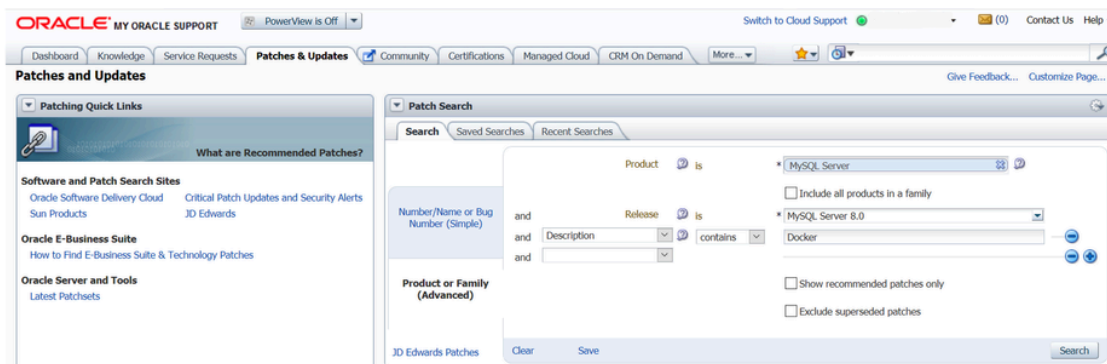 ORACLE MY ORACLE SUPPORT PowerView is Off Switch to Cloud Support (0) Contact Us Help
Dashboard Knowledge Service Requests Patches & Updates Community Certifications Managed Cloud CRM On Demand More...
Patches and Updates Give Feedback... Customize Page...
Patching Quick Links
What are Recommended Patches?
Software and Patch Search Sites
Oracle Software Delivery Cloud Critical Patch Updates and Security Alerts
Sun Products JD Edwards
Oracle E-Business Suite
How to Find E-Business Suite & Technology Patches
Oracle Server and Tools
Latest Patchsets
Patch Search
Search Saved Searches Recent Searches
Number/Name or Bug
Number (Simple)
Product or Family
(Advanced)
JD Edwards Patches
Product ? is * MySQL Server ?
Include all products in a family
and Release ? is * MySQL Server 8.0
and Description ? contains Docker
and
Show recommended patches only
Exclude superseded patches
Clear Save Search